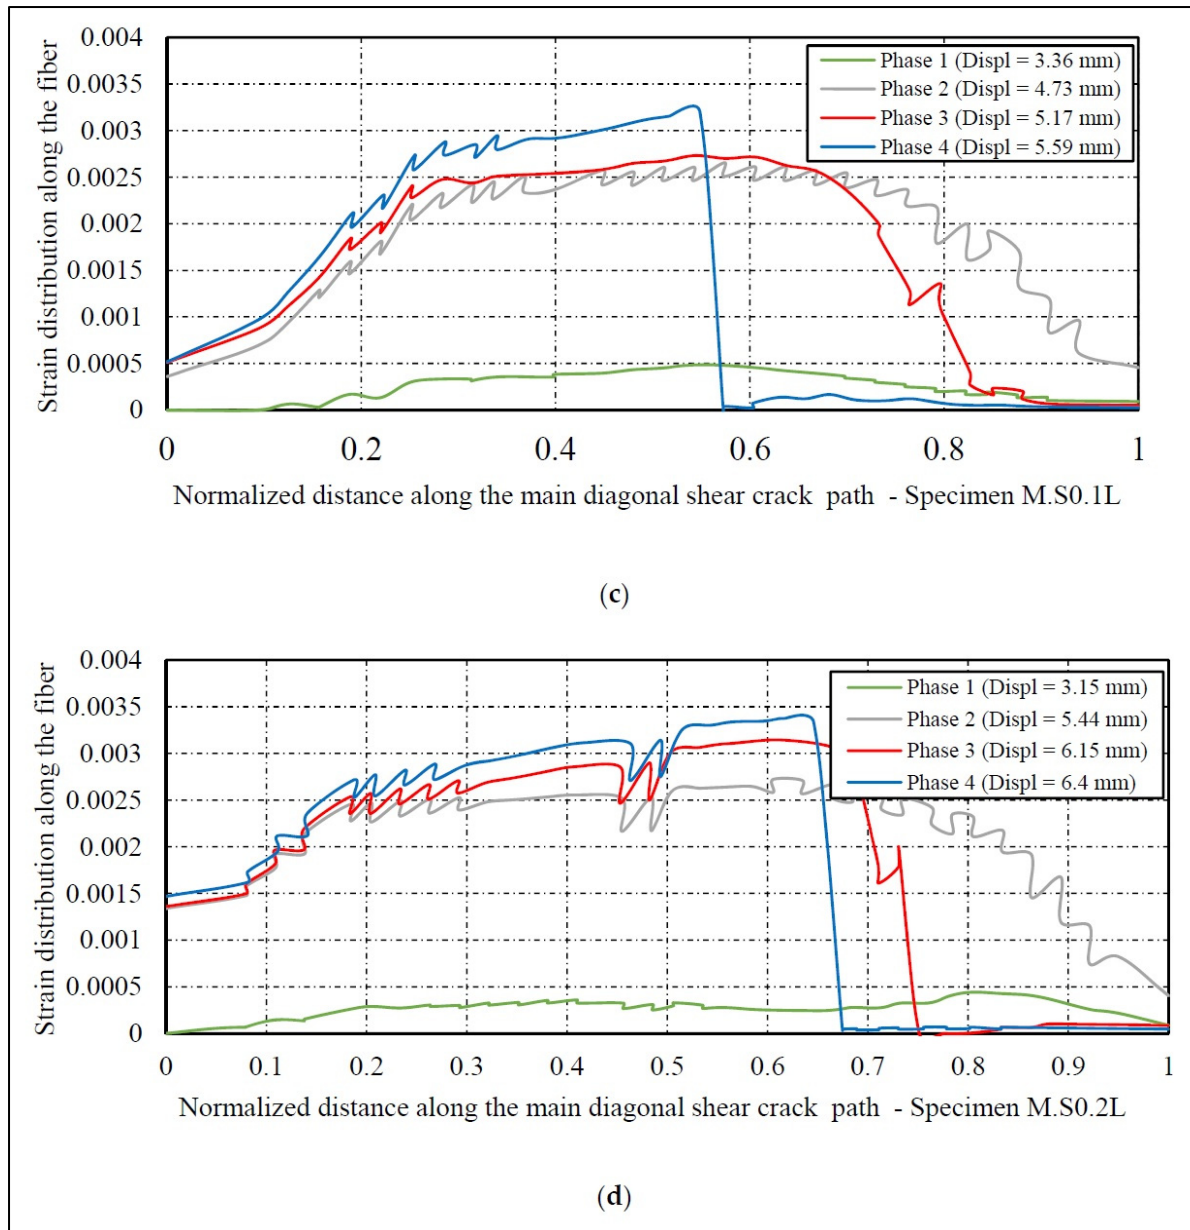 Strain distribution along the fiber
0.004
0.0035
0.003
0.0025
0.002
0.0015
0.001
0.0005
0
Phase 1 (Displ = 3.36 mm)
Phase 2 (Displ = 4.73 mm)
Phase 3 (Displ = 5.17 mm)
Phase 4 (Displ = 5.59 mm)
0 0.2 0.4 0.6 0.8 1
Normalized distance along the main diagonal shear crack path - Specimen M.S0.1L
(c)
Strain distribution along the fiber
0.004
0.0035
0.003
0.0025
0.002
0.0015
0.001
0.0005
0
Phase 1 (Displ = 3.15 mm)
Phase 2 (Displ = 5.44 mm)
Phase 3 (Displ = 6.15 mm)
Phase 4 (Displ = 6.4 mm)
0 0.1 0.2 0.3 0.4 0.5 0.6 0.7 0.8 0.9 1
Normalized distance along the main diagonal shear crack path - Specimen M.S0.2L
(d)